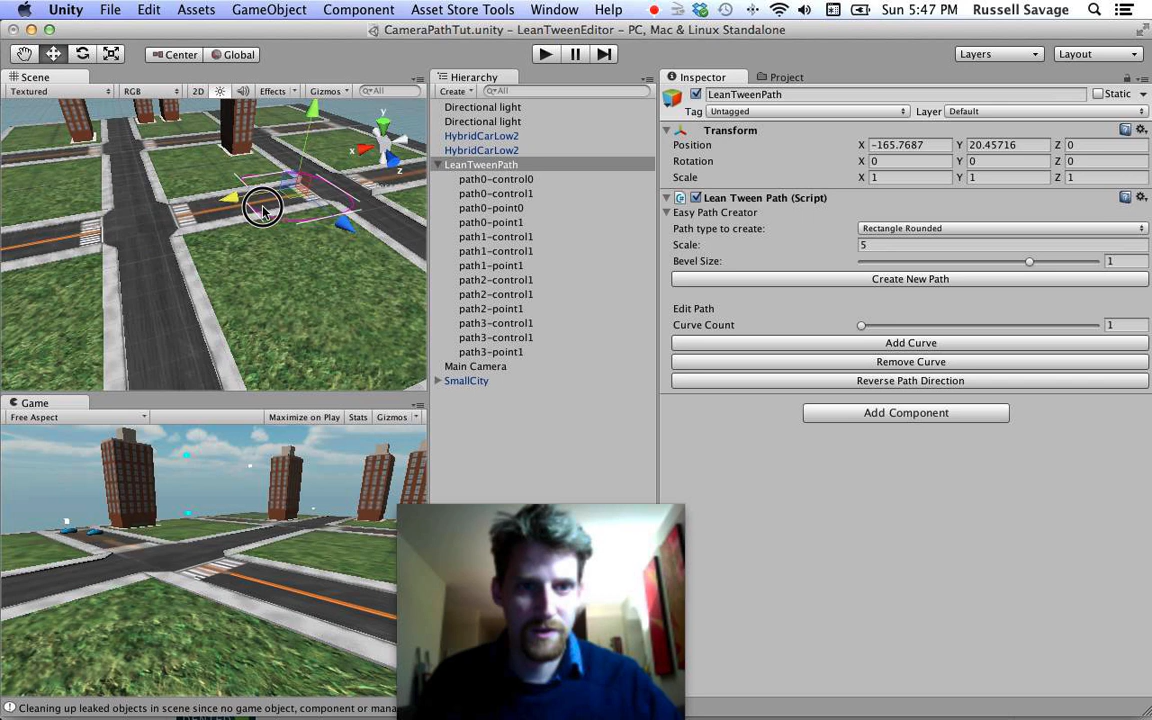 Unity File Edit Assets GameObject Component Asset Store Tools Window Help Sun 5:47 PM Russell Savage
CameraPathTut.unity – LeanTweenEditor – PC, Mac & Linux Standalone
Center Global Layers Layout
Scene
Textured RGB 2D Effects Gizmos All
y
x
z
Hierarchy
Create All
Directional light
Directional light
HybridCarLow2
HybridCarLow2
LeanTweenPath
path0-control0
path0-control1
path0-point0
path0-point1
path1-control1
path1-control1
path1-point1
path2-control1
path2-control1
path2-point1
path3-control1
path3-control1
path3-point1
Main Camera
SmallCity
Inspector Project
LeanTweenPath Static
Tag Untagged Layer Default
Transform
Position X -165.7687 Y 20.45716 Z 0
Rotation X 0 Y 0 Z 0
Scale X 1 Y 1 Z 1
Lean Tween Path (Script)
Easy Path Creator
Path type to create: Rectangle Rounded
Scale: 5
Bevel Size: 1
Create New Path
Edit Path
Curve Count 1
Add Curve
Remove Curve
Reverse Path Direction
Add Component
Game
Free Aspect Maximize on Play Stats Gizmos
Cleaning up leaked objects in scene since no game object, component or mana